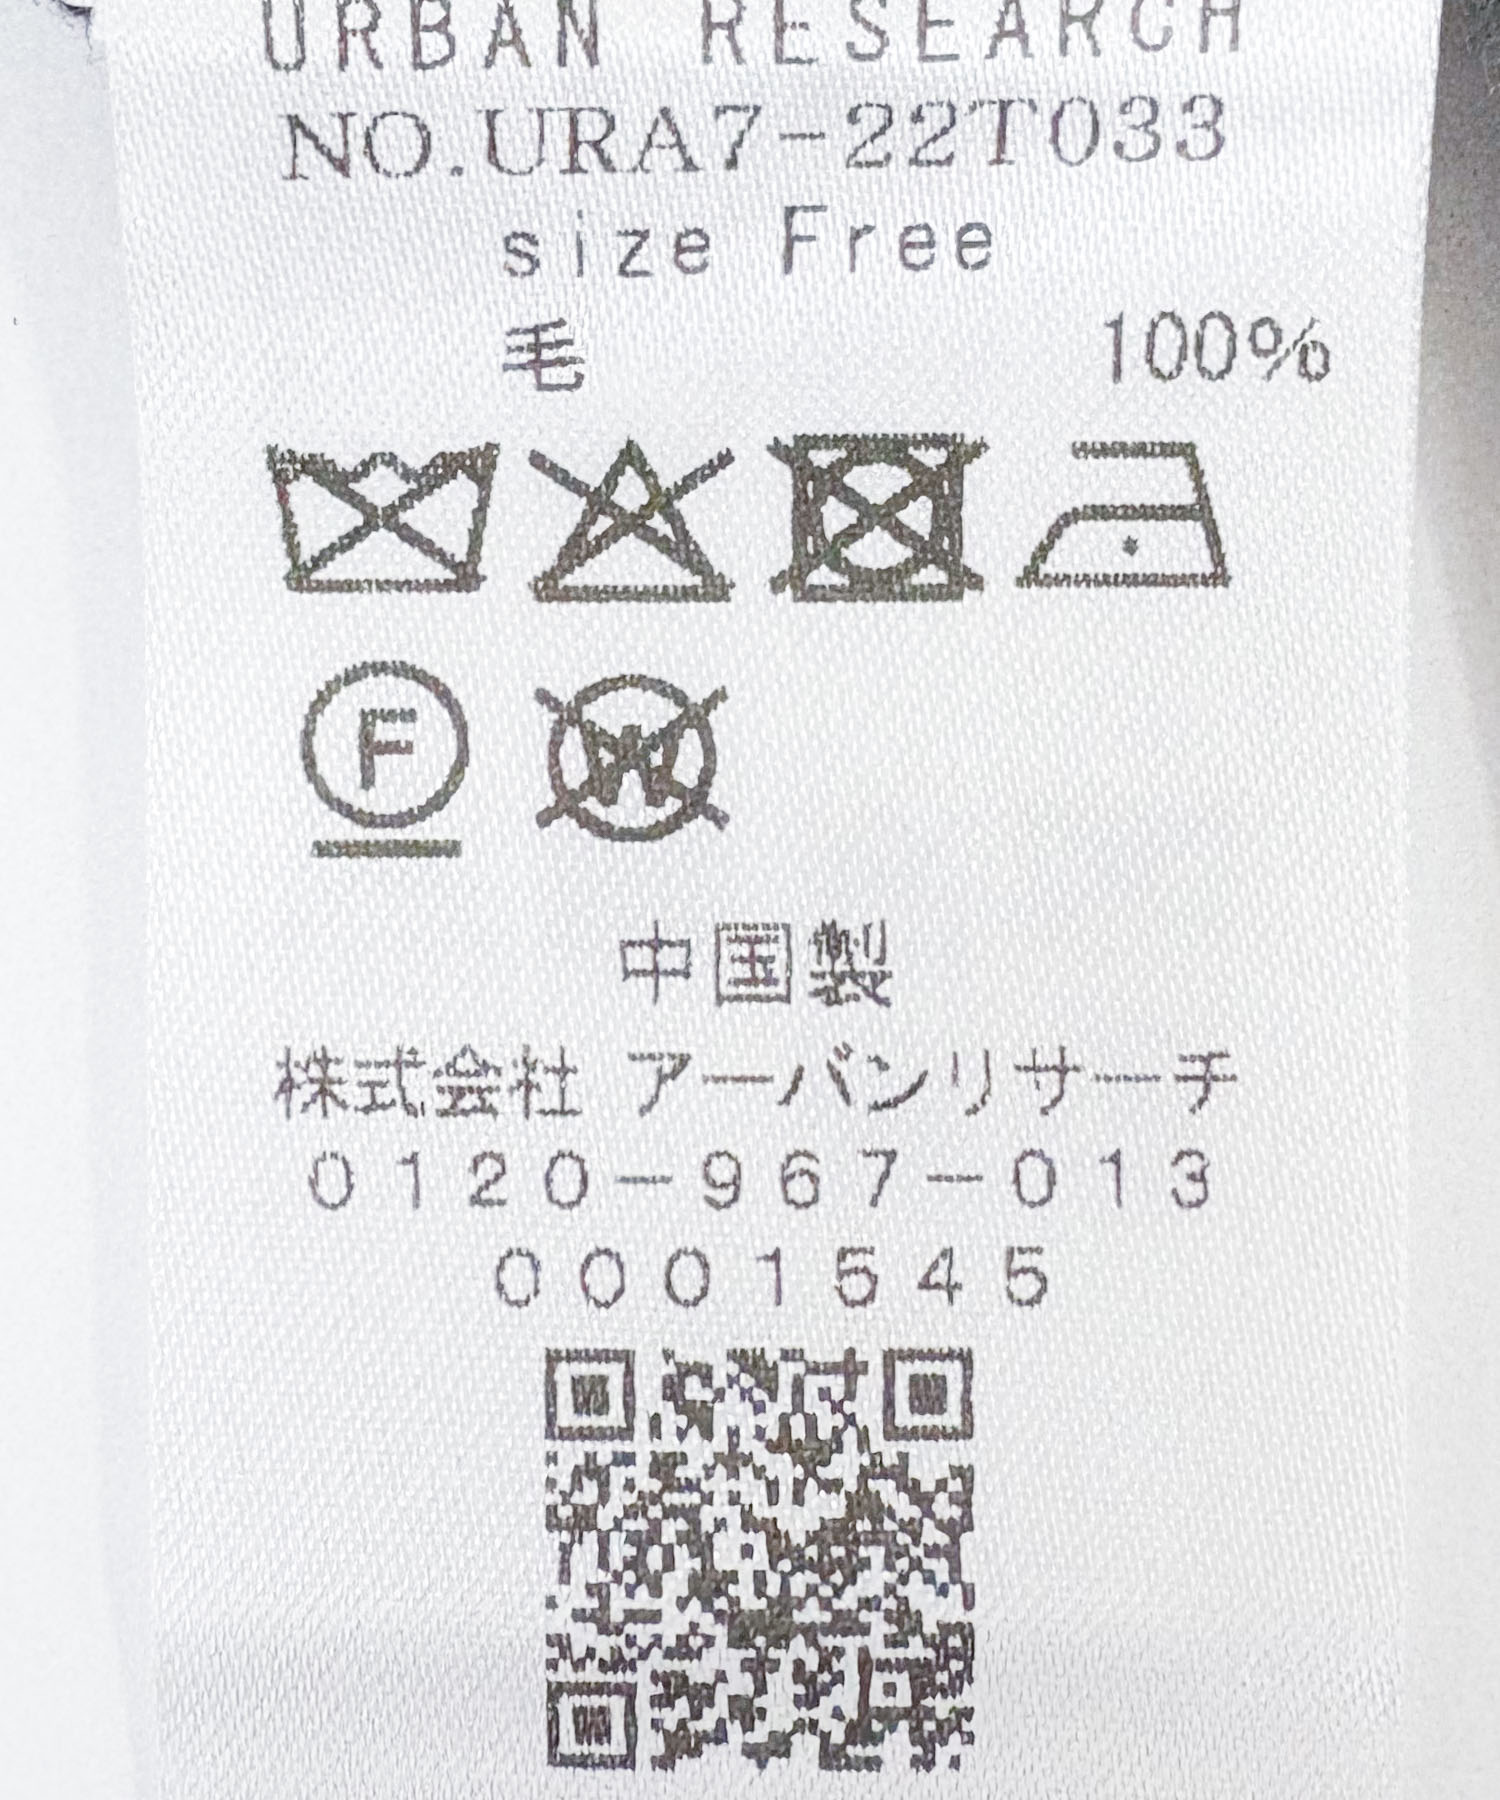 URBAN RESEARCH
NO.URA7-22T033
size Free
毛 100%
F W
中国製
株式会社 アーバンリサーチ
0120-967-013
0001545